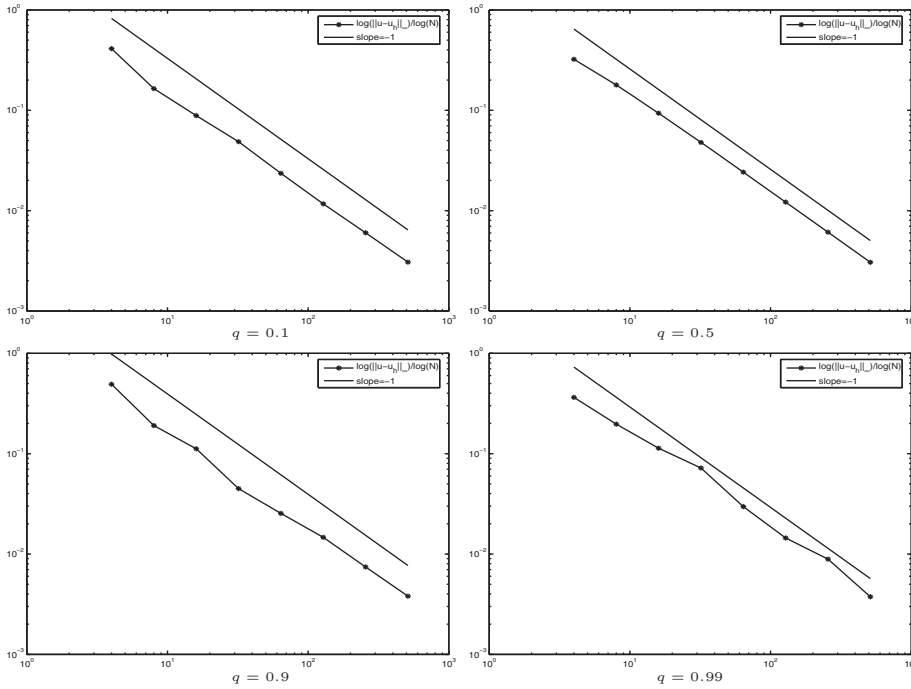 10⁰
10⁻¹
10⁻²
10⁻³
10⁰ 10¹ 10² 10³
log(||u−u_h||_∞)/log(N)
slope=−1
q = 0.1
10⁰
10⁻¹
10⁻²
10⁻³
10⁰ 10¹ 10² 10³
log(||u−u_h||_∞)/log(N)
slope=−1
q = 0.5
10⁰
10⁻¹
10⁻²
10⁻³
10⁰ 10¹ 10² 10³
log(||u−u_h||_∞)/log(N)
slope=−1
q = 0.9
10⁰
10⁻¹
10⁻²
10⁻³
10⁰ 10¹ 10² 10³
log(||u−u_h||_∞)/log(N)
slope=−1
q = 0.99